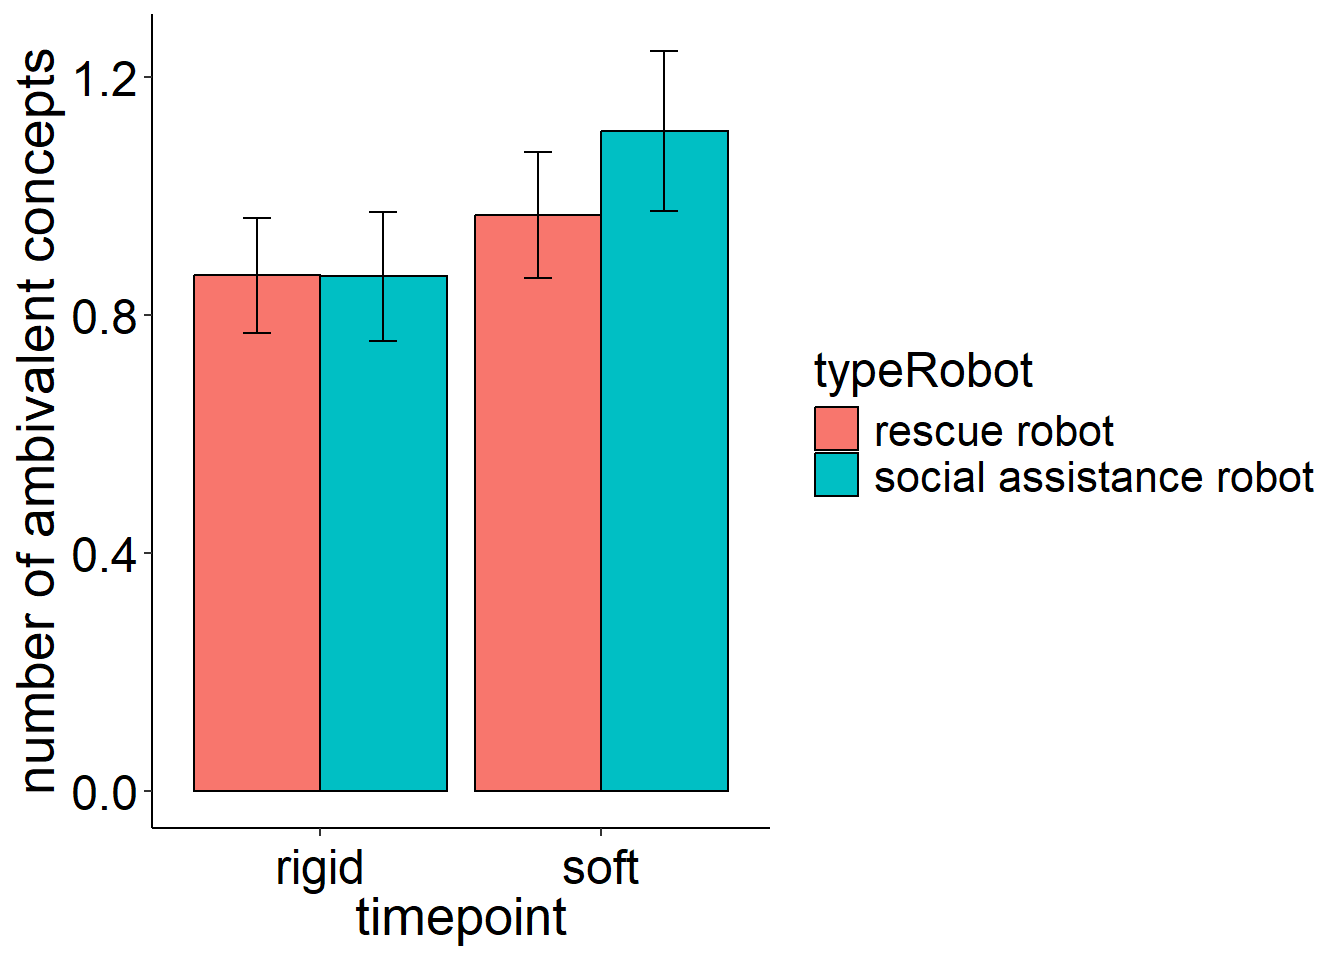 number of ambivalent concepts
1.2
0.8
0.4
0.0
rigid
soft
timepoint
typeRobot
rescue robot
social assistance robot